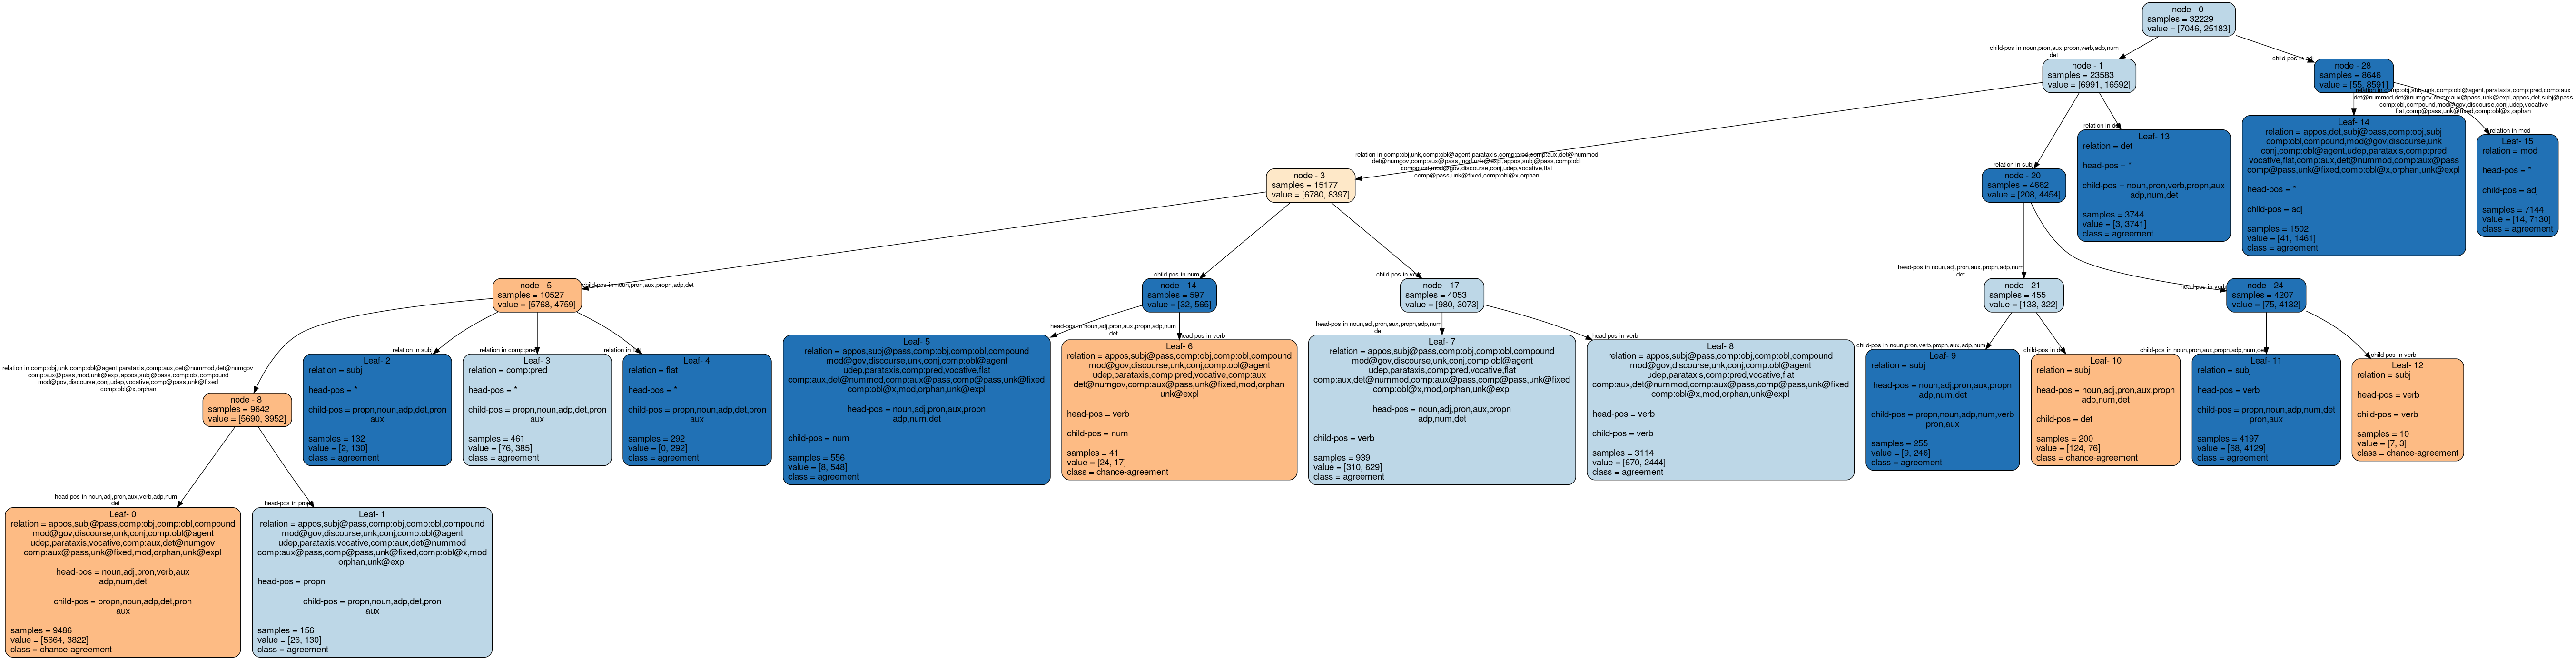 node - 0
samples = 32229
value = [7046, 25183]
child-pos in noun,pron,aux,propn,verb,adp,num
det
child-pos in adj
node - 1
samples = 23583
value = [6991, 16592]
node - 28
samples = 8646
value = [55, 8591]
relation in comp:obj,unk,comp:obl@agent,parataxis,comp:pred,comp:aux,det@nummod
det@numgov,comp:aux@pass,mod,unk@expl,appos,subj@pass,comp:obl
compound,mod@gov,discourse,conj,udep,vocative,flat
comp@pass,unk@fixed,comp:obl@x,orphan
relation in subj
relation in det
relation in comp:obj,subj,unk,comp:obl@agent,parataxis,comp:pred,comp:aux
det@nummod,det@numgov,comp:aux@pass,unk@expl,appos,det,subj@pass
comp:obl,compound,mod@gov,discourse,conj,udep,vocative
flat,comp@pass,unk@fixed,comp:obl@x,orphan
relation in mod
node - 3
samples = 15177
value = [6780, 8397]
node - 20
samples = 4662
value = [208, 4454]
Leaf- 13
relation = det
head-pos = *
child-pos = noun,pron,verb,propn,aux
adp,num,det
samples = 3744
value = [3, 3741]
class = agreement
Leaf- 14
relation = appos,det,subj@pass,comp:obj,subj
comp:obl,compound,mod@gov,discourse,unk
conj,comp:obl@agent,udep,parataxis,comp:pred
vocative,flat,comp:aux,det@nummod,comp:aux@pass
comp@pass,unk@fixed,comp:obl@x,orphan,unk@expl
head-pos = *
child-pos = adj
samples = 1502
value = [41, 1461]
class = agreement
Leaf- 15
relation = mod
head-pos = *
child-pos = adj
samples = 7144
value = [14, 7130]
class = agreement
child-pos in noun,pron,aux,propn,adp,det
child-pos in num
child-pos in verb
head-pos in noun,adj,pron,aux,propn,adp,num
det
head-pos in verb
node - 5
samples = 10527
value = [5768, 4759]
node - 14
samples = 597
value = [32, 565]
node - 17
samples = 4053
value = [980, 3073]
node - 21
samples = 455
value = [133, 322]
node - 24
samples = 4207
value = [75, 4132]
relation in comp:obj,unk,comp:obl@agent,parataxis,comp:aux,det@nummod,det@numgov
comp:aux@pass,mod,unk@expl,appos,subj@pass,comp:obl,compound
mod@gov,discourse,conj,udep,vocative,comp@pass,unk@fixed
comp:obl@x,orphan
relation in subj
relation in comp:pred
relation in flat
head-pos in noun,adj,pron,aux,propn,adp,num
det
head-pos in verb
head-pos in noun,adj,pron,aux,propn,adp,num
det
head-pos in verb
child-pos in noun,pron,verb,propn,aux,adp,num
child-pos in det
child-pos in noun,pron,aux,propn,adp,num,det
child-pos in verb
node - 8
samples = 9642
value = [5690, 3952]
Leaf- 2
relation = subj
head-pos = *
child-pos = propn,noun,adp,det,pron
aux
samples = 132
value = [2, 130]
class = agreement
Leaf- 3
relation = comp:pred
head-pos = *
child-pos = propn,noun,adp,det,pron
aux
samples = 461
value = [76, 385]
class = agreement
Leaf- 4
relation = flat
head-pos = *
child-pos = propn,noun,adp,det,pron
aux
samples = 292
value = [0, 292]
class = agreement
Leaf- 5
relation = appos,subj@pass,comp:obj,comp:obl,compound
mod@gov,discourse,unk,conj,comp:obl@agent
udep,parataxis,comp:pred,vocative,flat
comp:aux,det@nummod,comp:aux@pass,comp@pass,unk@fixed
comp:obl@x,mod,orphan,unk@expl
head-pos = noun,adj,pron,aux,propn
adp,num,det
child-pos = num
samples = 556
value = [8, 548]
class = agreement
Leaf- 6
relation = appos,subj@pass,comp:obj,comp:obl,compound
mod@gov,discourse,unk,conj,comp:obl@agent
udep,parataxis,comp:pred,vocative,comp:aux
det@numgov,comp:aux@pass,unk@fixed,mod,orphan
unk@expl
head-pos = verb
child-pos = num
samples = 41
value = [24, 17]
class = chance-agreement
Leaf- 7
relation = appos,subj@pass,comp:obj,comp:obl,compound
mod@gov,discourse,unk,conj,comp:obl@agent
udep,parataxis,comp:pred,vocative,flat
comp:aux,det@nummod,comp:aux@pass,comp@pass,unk@fixed
comp:obl@x,mod,orphan,unk@expl
head-pos = noun,adj,pron,aux,propn
adp,num,det
child-pos = verb
samples = 939
value = [310, 629]
class = agreement
Leaf- 8
relation = appos,subj@pass,comp:obj,comp:obl,compound
mod@gov,discourse,unk,conj,comp:obl@agent
udep,parataxis,comp:pred,vocative,flat
comp:aux,det@nummod,comp:aux@pass,comp@pass,unk@fixed
comp:obl@x,mod,orphan,unk@expl
head-pos = verb
child-pos = verb
samples = 3114
value = [670, 2444]
class = agreement
Leaf- 9
relation = subj
head-pos = noun,adj,pron,aux,propn
adp,num,det
child-pos = propn,noun,adp,num,verb
pron,aux
samples = 255
value = [9, 246]
class = agreement
Leaf- 10
relation = subj
head-pos = noun,adj,pron,aux,propn
adp,num,det
child-pos = det
samples = 200
value = [124, 76]
class = chance-agreement
Leaf- 11
relation = subj
head-pos = verb
child-pos = propn,noun,adp,num,det
pron,aux
samples = 4197
value = [68, 4129]
class = agreement
Leaf- 12
relation = subj
head-pos = verb
child-pos = verb
samples = 10
value = [7, 3]
class = chance-agreement
head-pos in noun,adj,pron,aux,verb,adp,num
det
head-pos in propn
Leaf- 0
relation = appos,subj@pass,comp:obj,comp:obl,compound
mod@gov,discourse,unk,conj,comp:obl@agent
udep,parataxis,vocative,comp:aux,det@numgov
comp:aux@pass,unk@fixed,mod,orphan,unk@expl
head-pos = noun,adj,pron,verb,aux
adp,num,det
child-pos = propn,noun,adp,det,pron
aux
samples = 9486
value = [5664, 3822]
class = chance-agreement
Leaf- 1
relation = appos,subj@pass,comp:obj,comp:obl,compound
mod@gov,discourse,unk,conj,comp:obl@agent
udep,parataxis,vocative,comp:aux,det@nummod
comp:aux@pass,comp@pass,unk@fixed,comp:obl@x,mod
orphan,unk@expl
head-pos = propn
child-pos = propn,noun,adp,det,pron
aux
samples = 156
value = [26, 130]
class = agreement